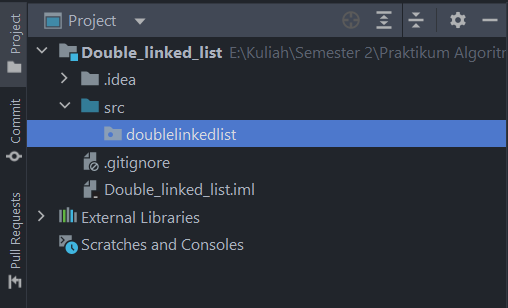 Project
Commit
Pull Requests
Project
Double_linked_list E:\Kuliah\Semester 2\Praktikum Algoritm
.idea
src
doublelinkedlist
.gitignore
Double_linked_list.iml
External Libraries
Scratches and Consoles